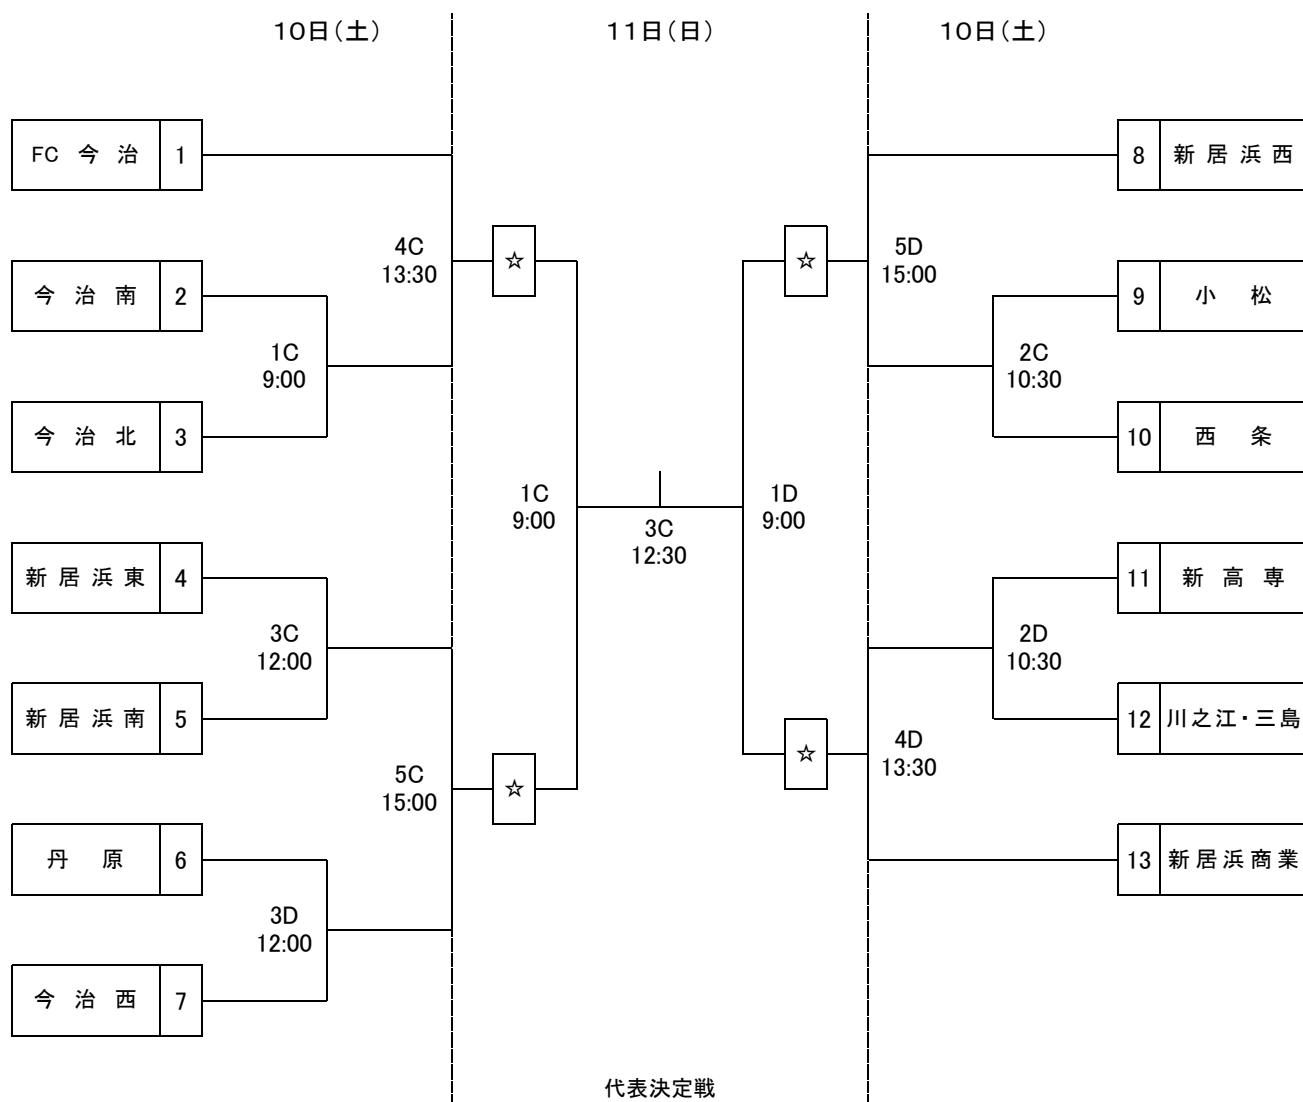 10日（土）
11日（日）
10日（土）
FC 今 治 1
8 新 居 浜 西
4C
13:30
☆
☆
5D
15:00
今 治 南 2
9 小 松
1C
9:00
2C
10:30
今 治 北 3
10 西 条
1C
9:00
3C
12:30
1D
9:00
新 居 浜 東 4
11 新 高 専
3C
12:00
2D
10:30
新 居 浜 南 5
12 川之江・三島
5C
15:00
☆
☆
4D
13:30
丹 原 6
13 新居浜商業
3D
12:00
今 治 西 7
代表決定戦